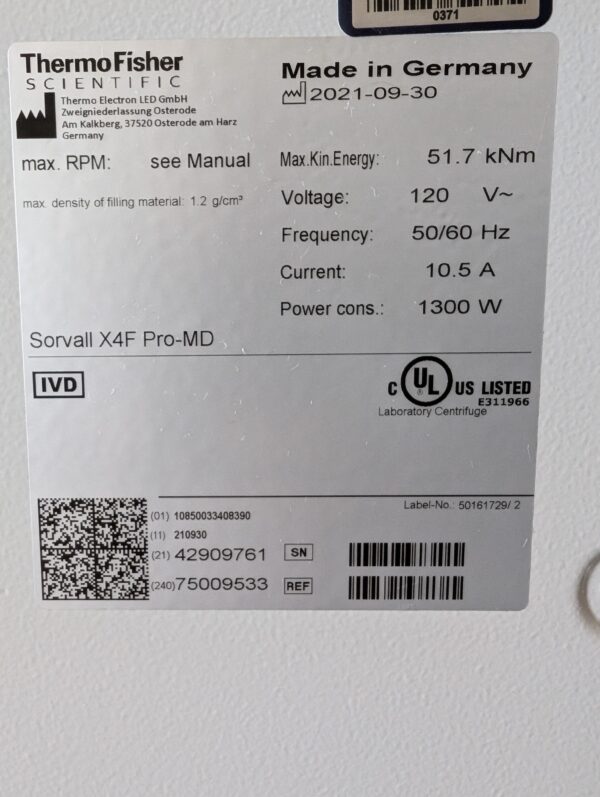 0371
ThermoFisher
SCIENTIFIC
Thermo Electron LED GmbH
Zweigniederlassung Osterode
Am Kalkberg, 37520 Osterode am Harz
Germany
Made in Germany
2021-09-30
max. RPM: see Manual
max. density of filling material: 1.2 g/cm³
Max.Kin.Energy: 51.7 kNm
Voltage: 120 V~
Frequency: 50/60 Hz
Current: 10.5 A
Power cons.: 1300 W
Sorvall X4F Pro-MD
IVD
C UL® US LISTED
E311966
Laboratory Centrifuge
Label-No.: 50161729/ 2
(01) 10850033408390
(11) 210930
(21) 42909761 SN
(240)75009533 REF